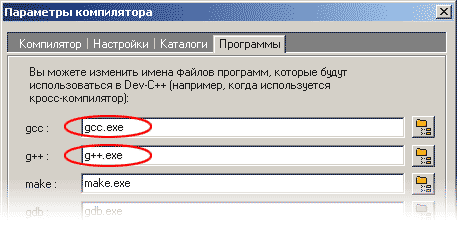 Параметры компилятора
Компилятор Настройки Каталоги Программы
Вы можете изменить имена файлов программ, которые будут
использоваться в Dev-C++ (например, когда используется
кросс-компилятор):
gcc : gcc.exe
g++ : g++.exe
make : make.exe
gdb : gdb.exe